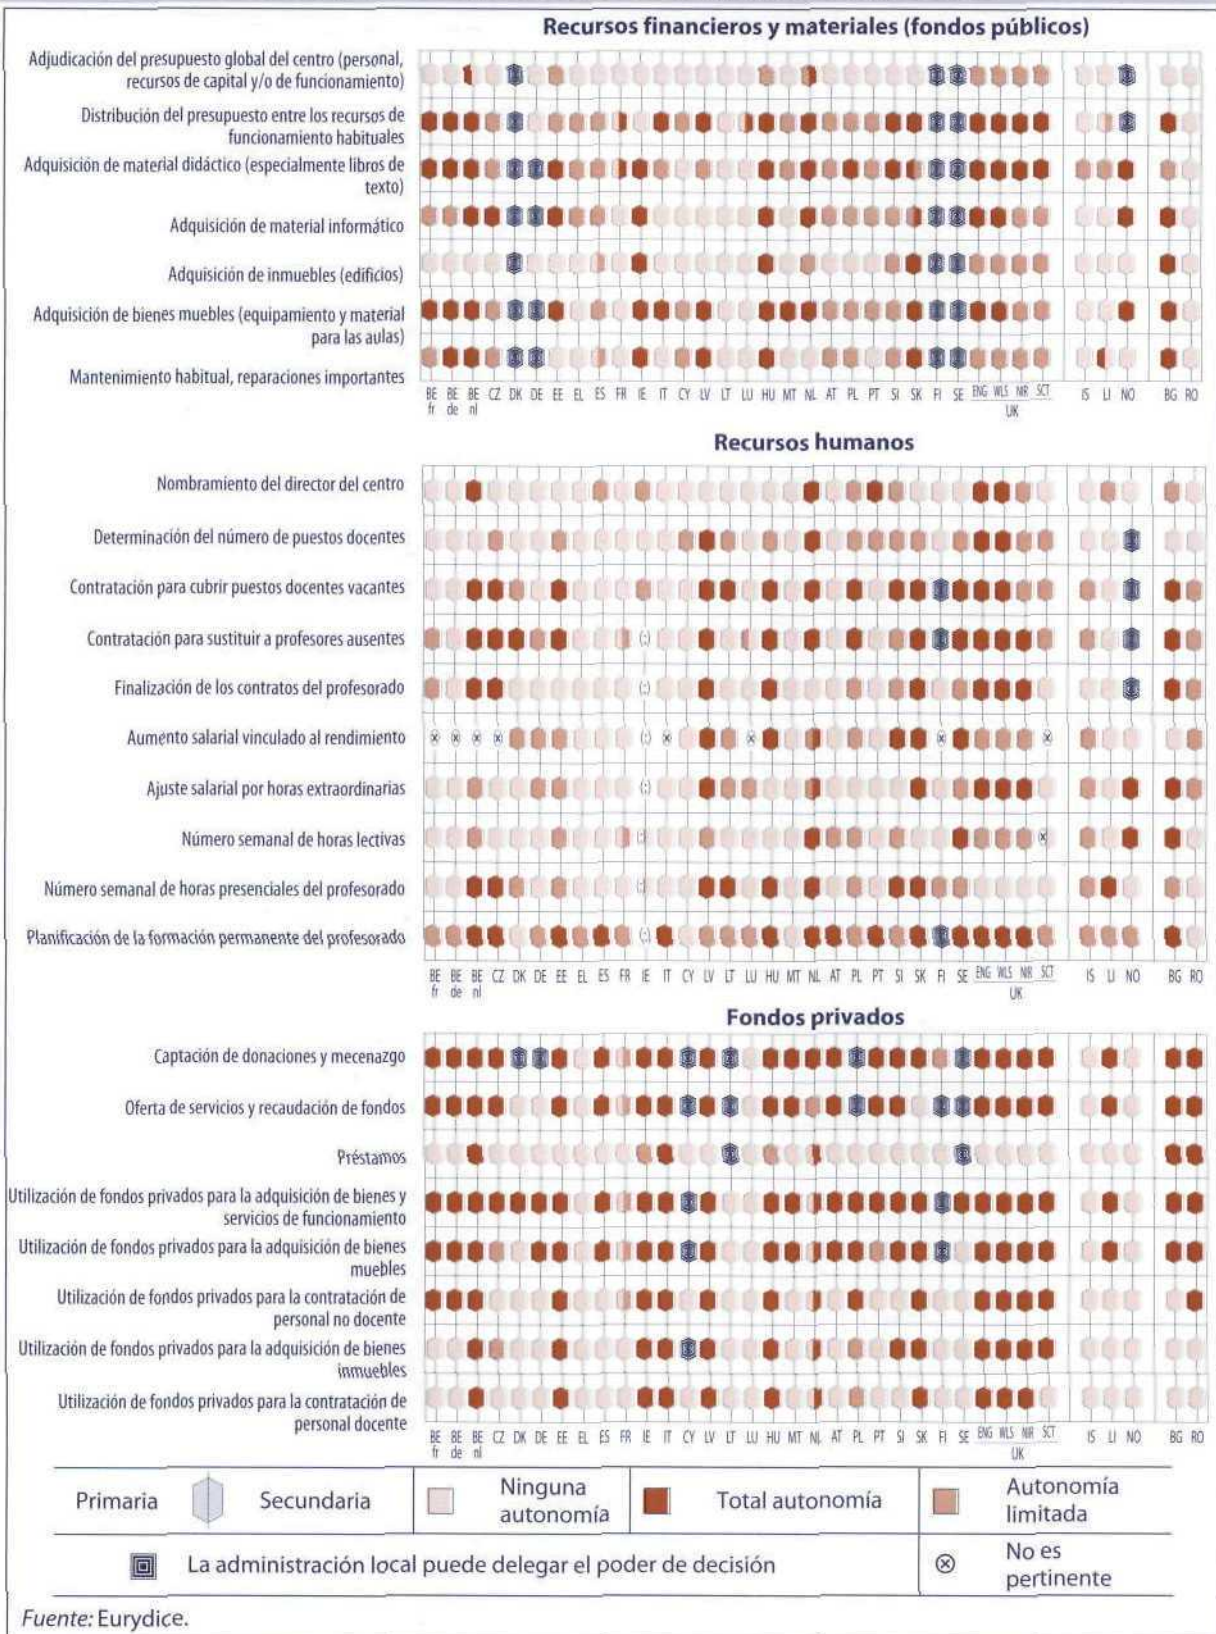 Recursos financieros y materiales (fondos públicos)
Adjudicación del presupuesto global del centro (personal,
recursos de capital y/o de funcionamiento)
Distribución del presupuesto entre los recursos de
funcionamiento habituales
Adquisición de material didáctico (especialmente libros de
texto)
Adquisición de material informático
Adquisición de inmuebles (edificios)
Adquisición de bienes muebles (equipamiento y material
para las aulas)
Mantenimiento habitual, reparaciones importantes
BE BE BE CZ DK DE EE EL ES FR IE IT CY LV LT LU HU MT NL AT PL PT SI SK FI SE ENG WLS NIR SCT IS LI NO BG RO
fr de nl UK
Recursos humanos
Nombramiento del director del centro
Determinación del número de puestos docentes
Contratación para cubrir puestos docentes vacantes
Contratación para sustituir a profesores ausentes (:)
Finalización de los contratos del profesorado (:)
Aumento salarial vinculado al rendimiento (:)
Ajuste salarial por horas extraordinarias (:)
Número semanal de horas lectivas (:)
Número semanal de horas presenciales del profesorado (:)
Planificación de la formación permanente del profesorado (:)
BE BE BE CZ DK DE EE EL ES FR IE IT CY LV LT LU HU MT NL AT PL PT SI SK FI SE ENG WLS NIR SCT IS LI NO BG RO
fr de nl UK
Fondos privados
Captación de donaciones y mecenazgo
Oferta de servicios y recaudación de fondos
Préstamos
Utilización de fondos privados para la adquisición de bienes y
servicios de funcionamiento
Utilización de fondos privados para la adquisición de bienes
muebles
Utilización de fondos privados para la contratación de
personal no docente
Utilización de fondos privados para la adquisición de bienes
inmuebles
Utilización de fondos privados para la contratación de
personal docente
BE BE BE CZ DK DE EE EL ES FR IE IT CY LV LT LU HU MT NL AT PL PT SI SK FI SE ENG WLS NIR SCT IS LI NO BG RO
fr de nl UK
Primaria Secundaria Ninguna autonomía Total autonomía Autonomía limitada
La administración local puede delegar el poder de decisión No es pertinente
Fuente: Eurydice.